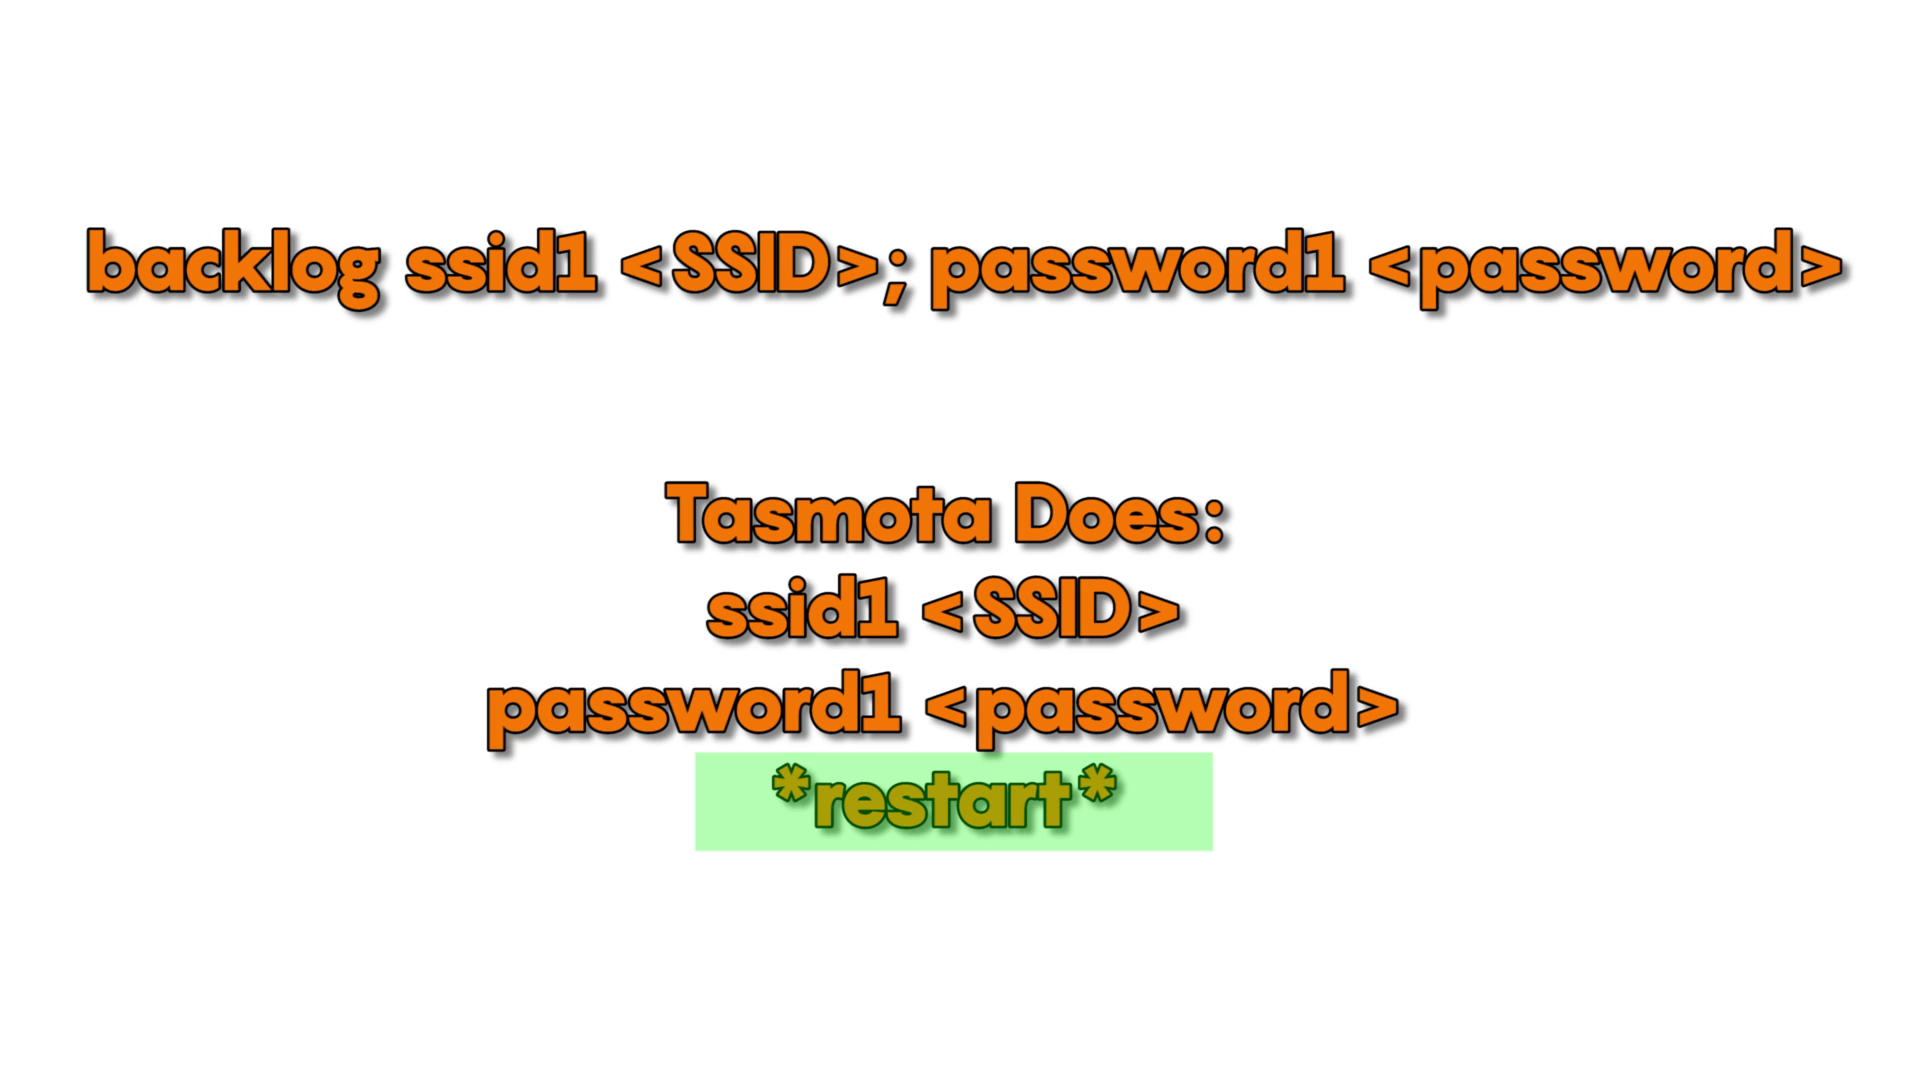 backlog ssid1 <SSID>; password1 <password>
Tasmota Does:
ssid1 <SSID>
password1 <password>
*restart*